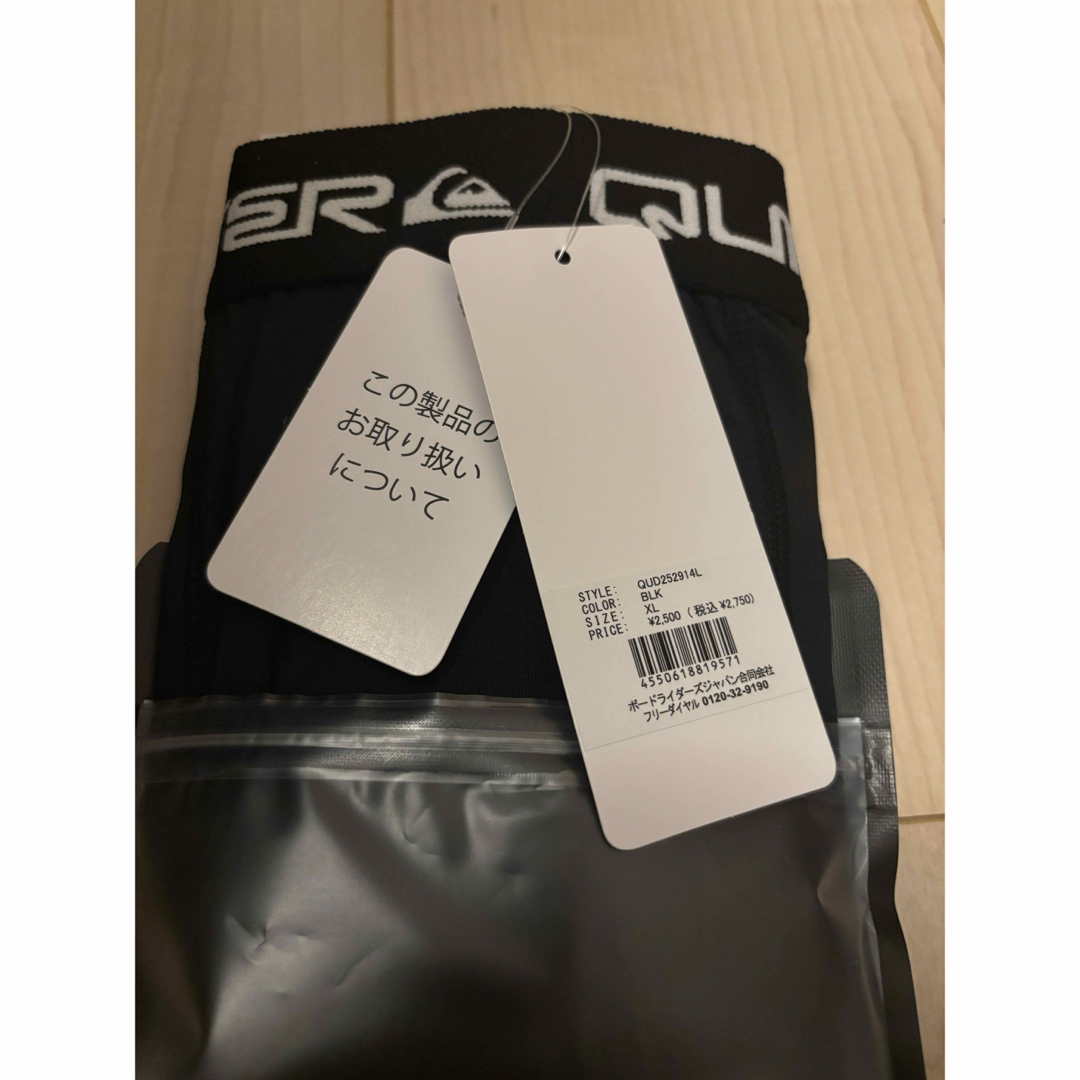 ER QUI
この製品の
お取り扱い
について
STYLE: QUD252914L
COLOR: BLK
SIZE: XL
PRICE: ¥2,500 (税込¥2,750)
4550618819571
ボードライダーズジャパン合同会社
フリーダイヤル 0120-32-9190